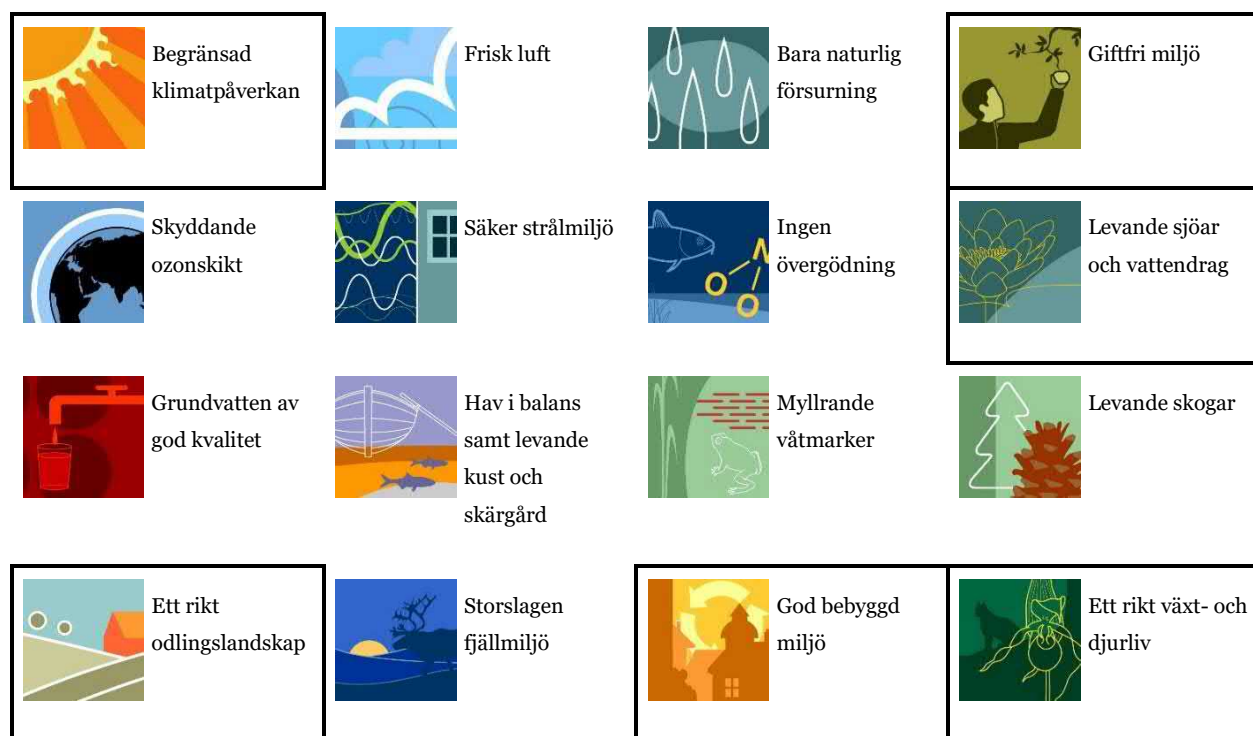 Begränsad
klimatpåverkan
Frisk luft
Bara naturlig
försurning
Giftfri miljö
Skyddande
ozonskikt
Säker strålmiljö
Ingen
övergödning
N
O
O
Levande sjöar
och vattendrag
Grundvatten av
god kvalitet
Hav i balans
samt levande
kust och
skärgård
Myllrande
våtmarker
Levande skogar
Ett rikt
odlingslandskap
Storslagen
fjällmiljö
God bebyggd
miljö
Ett rikt växt- och
djurliv